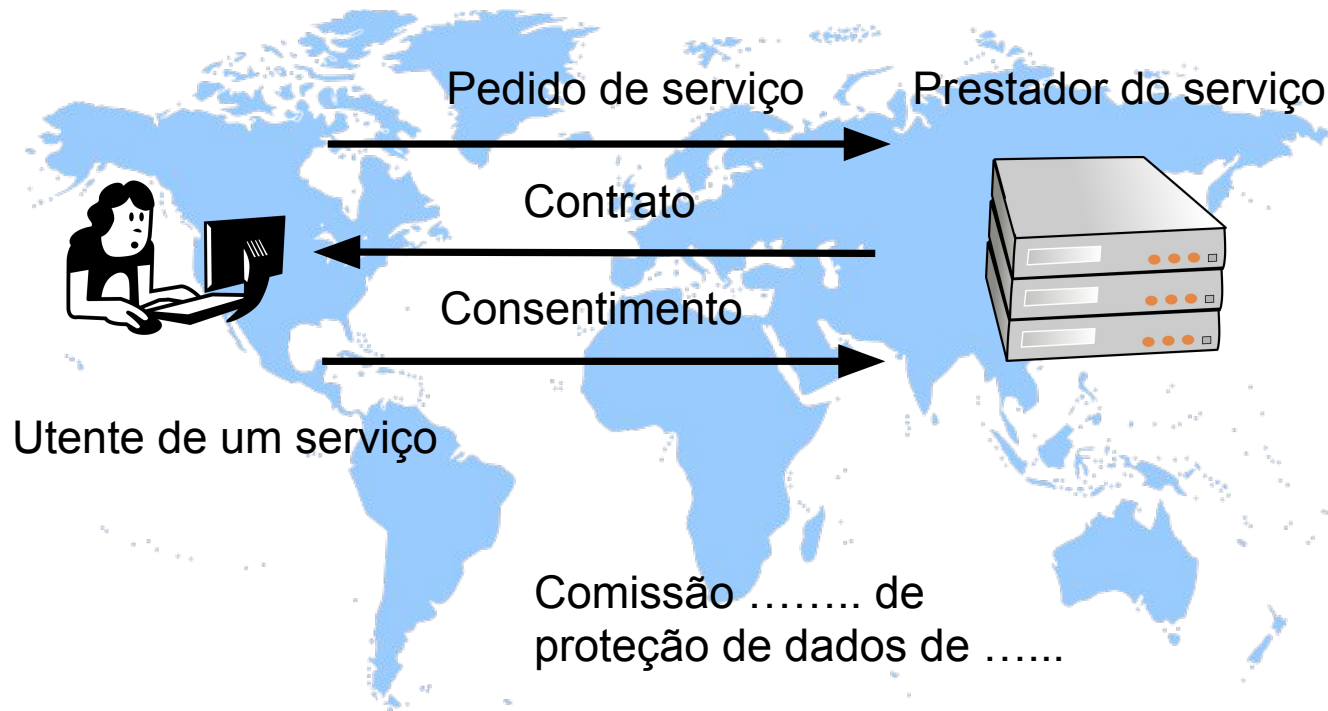 Pedido de serviço
Prestador do serviço
Contrato
Consentimento
Utente de um serviço
Comissão …….. de
proteção de dados de …...